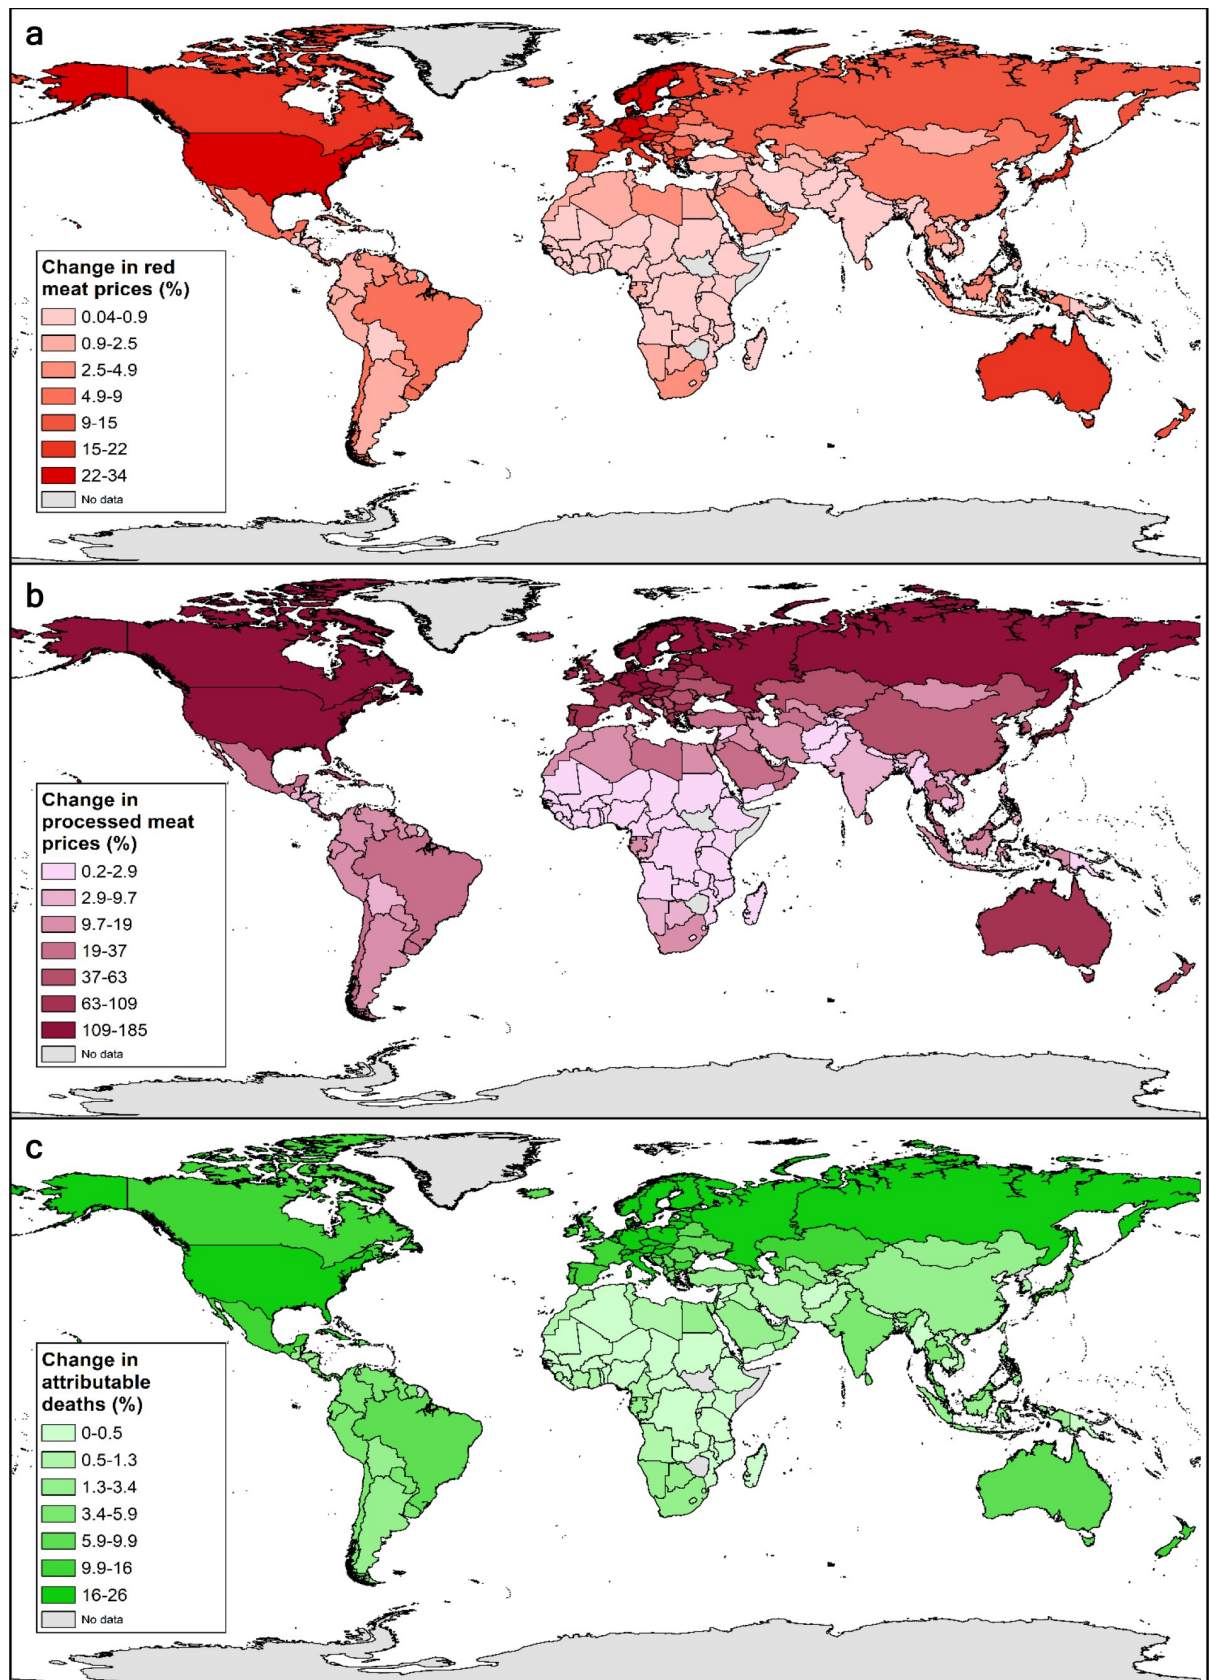 a
Change in red
meat prices (%)
0.04-0.9
0.9-2.5
2.5-4.9
4.9-9
9-15
15-22
22-34
No data
b
Change in
processed meat
prices (%)
0.2-2.9
2.9-9.7
9.7-19
19-37
37-63
63-109
109-185
No data
c
Change in
attributable
deaths (%)
0-0.5
0.5-1.3
1.3-3.4
3.4-5.9
5.9-9.9
9.9-16
16-26
No data